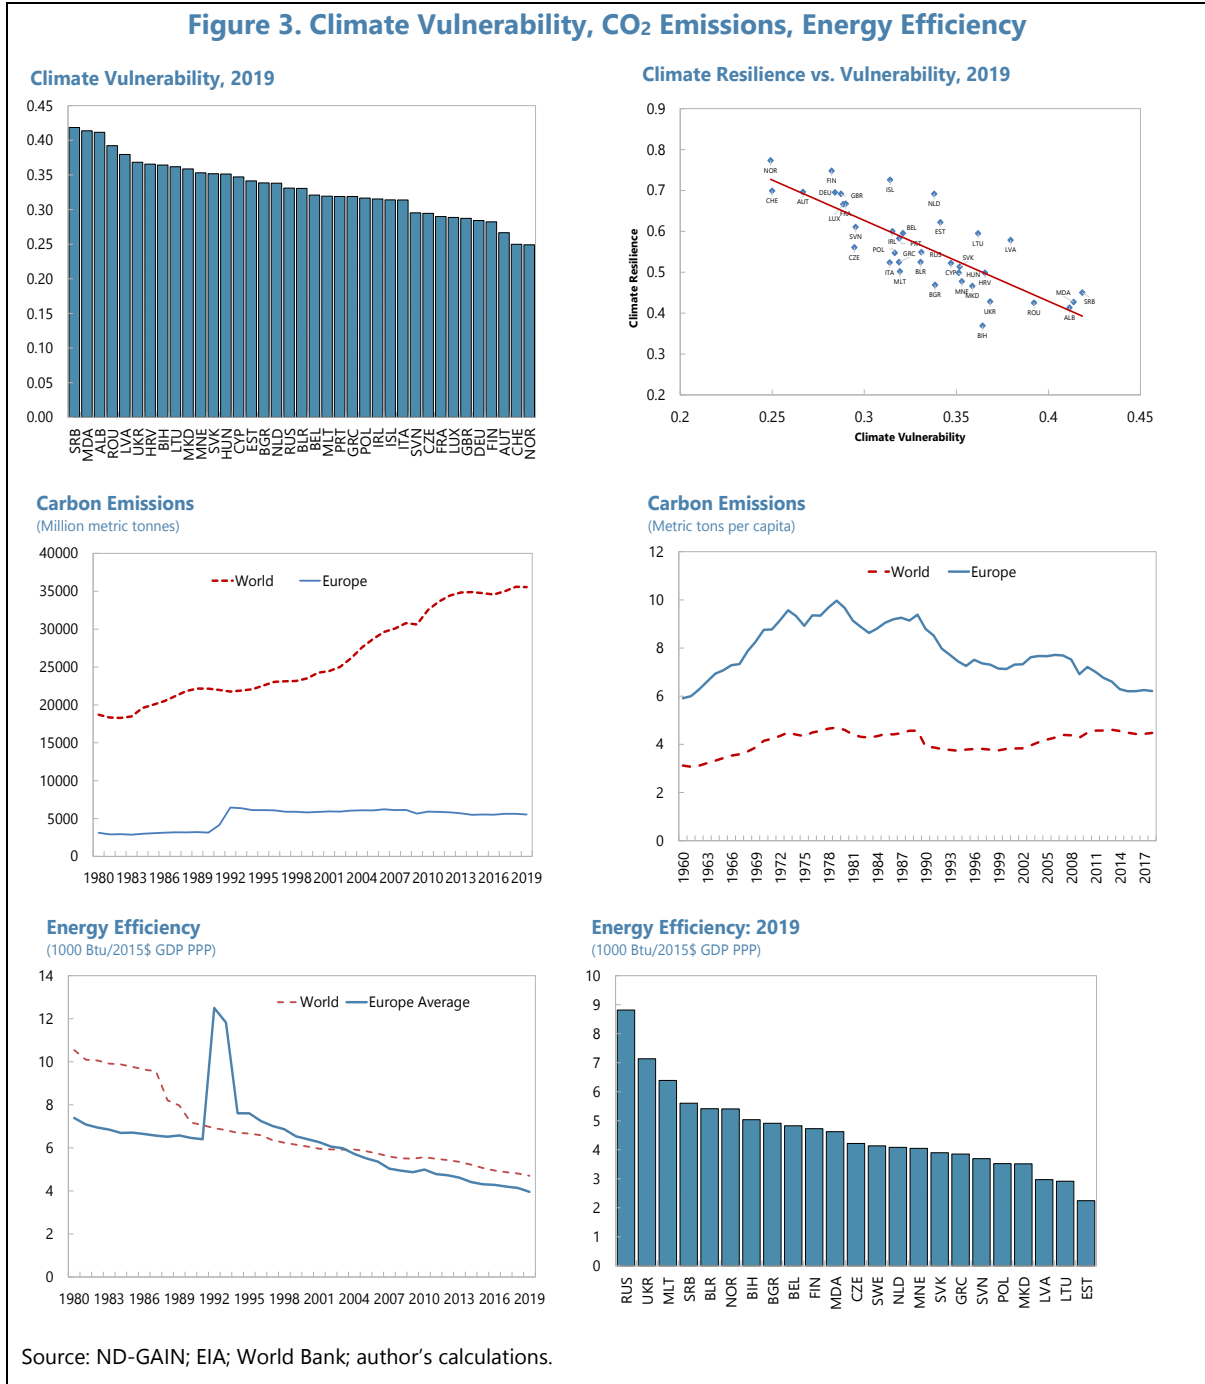 Figure 3. Climate Vulnerability, CO2 Emissions, Energy Efficiency
Climate Vulnerability, 2019
0.45
0.40
0.35
0.30
0.25
0.20
0.15
0.10
0.05
0.00
SRB MDA ALB ROU LVA UKR HRV BIH LTU MKD MNE SVK HUN CYP EST BGR NLD RUS BLR BEL MLT PRT GRC POL IRL ISL ITA SVN CZE FRA LUX GBR DEU FIN AUT CHE NOR
Climate Resilience vs. Vulnerability, 2019
Climate Resilience
0.9
0.8
0.7
0.6
0.5
0.4
0.3
0.2
NOR
FIN
ISL
CHE
AUT
DEU
GBR
NLD
LUX
FRA
EST
SVN
IRL
BEL
PRT
LTU
LVA
CZE
POL
GRC
RUS
SVK
ITA
MLT
BLR
CYP
HUN
HRV
BGR
MNE
MKD
MDA
SRB
UKR
ROU
ALB
BIH
0.2 0.25 0.3 0.35 0.4 0.45
Climate Vulnerability
Carbon Emissions
(Million metric tonnes)
40000
35000
30000
25000
20000
15000
10000
5000
0
World Europe
1980 1983 1986 1989 1992 1995 1998 2001 2004 2007 2010 2013 2016 2019
Carbon Emissions
(Metric tons per capita)
12
10
8
6
4
2
0
World Europe
1960 1963 1966 1969 1972 1975 1978 1981 1984 1987 1990 1993 1996 1999 2002 2005 2008 2011 2014 2017
Energy Efficiency
(1000 Btu/2015$ GDP PPP)
14
12
10
8
6
4
2
0
World Europe Average
1980 1983 1986 1989 1992 1995 1998 2001 2004 2007 2010 2013 2016 2019
Energy Efficiency: 2019
(1000 Btu/2015$ GDP PPP)
10
9
8
7
6
5
4
3
2
1
0
RUS UKR MLT SRB BLR NOR BIH BGR BEL FIN MDA CZE SWE NLD MNE SVK GRC SVN POL MKD LVA LTU EST
Source: ND-GAIN; EIA; World Bank; author's calculations.